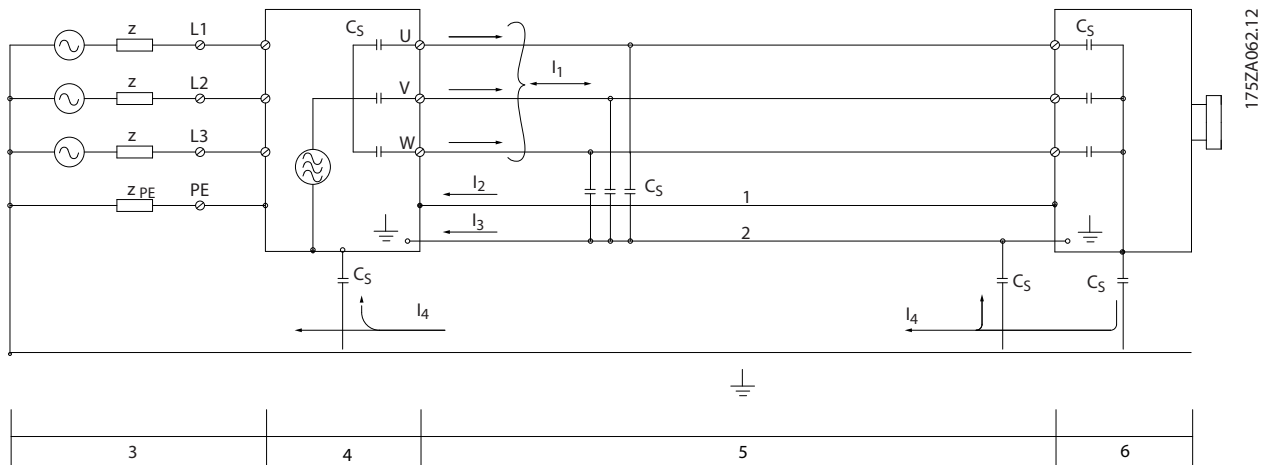 z L1
z L2
z L3
z PE PE
CS U
V
W
CS
I1
I2
I3
CS
1
2
CS
I4
CS
CS
I4
CS
3 4 5 6
175ZA062.12